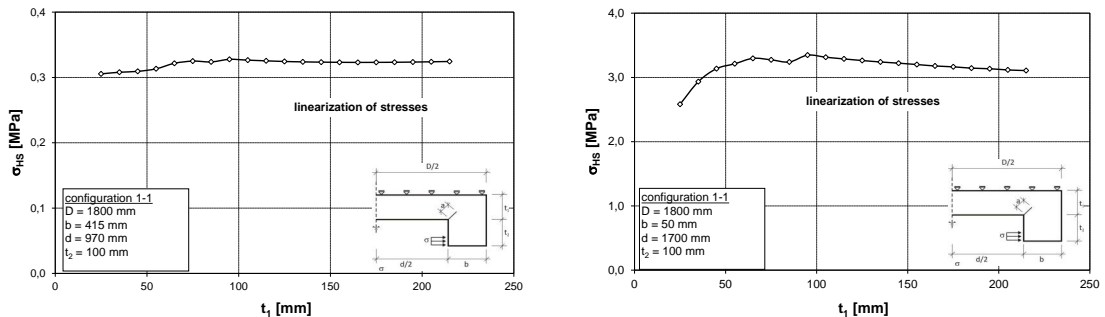 0,4
0,3
0,2
0,1
0,0
σHS [MPa]
0
50
100
150
200
250
t1 [mm]
linearization of stresses
configuration 1-1
D = 1800 mm
b = 415 mm
d = 970 mm
t2 = 100 mm
D/2
a
t2
t1
σ
d/2
b
σ
4,0
3,0
2,0
1,0
0,0
σHS [MPa]
0
50
100
150
200
250
t1 [mm]
linearization of stresses
configuration 1-1
D = 1800 mm
b = 50 mm
d = 1700 mm
t2 = 100 mm
D/2
a
t1
σ
d/2
b
σ